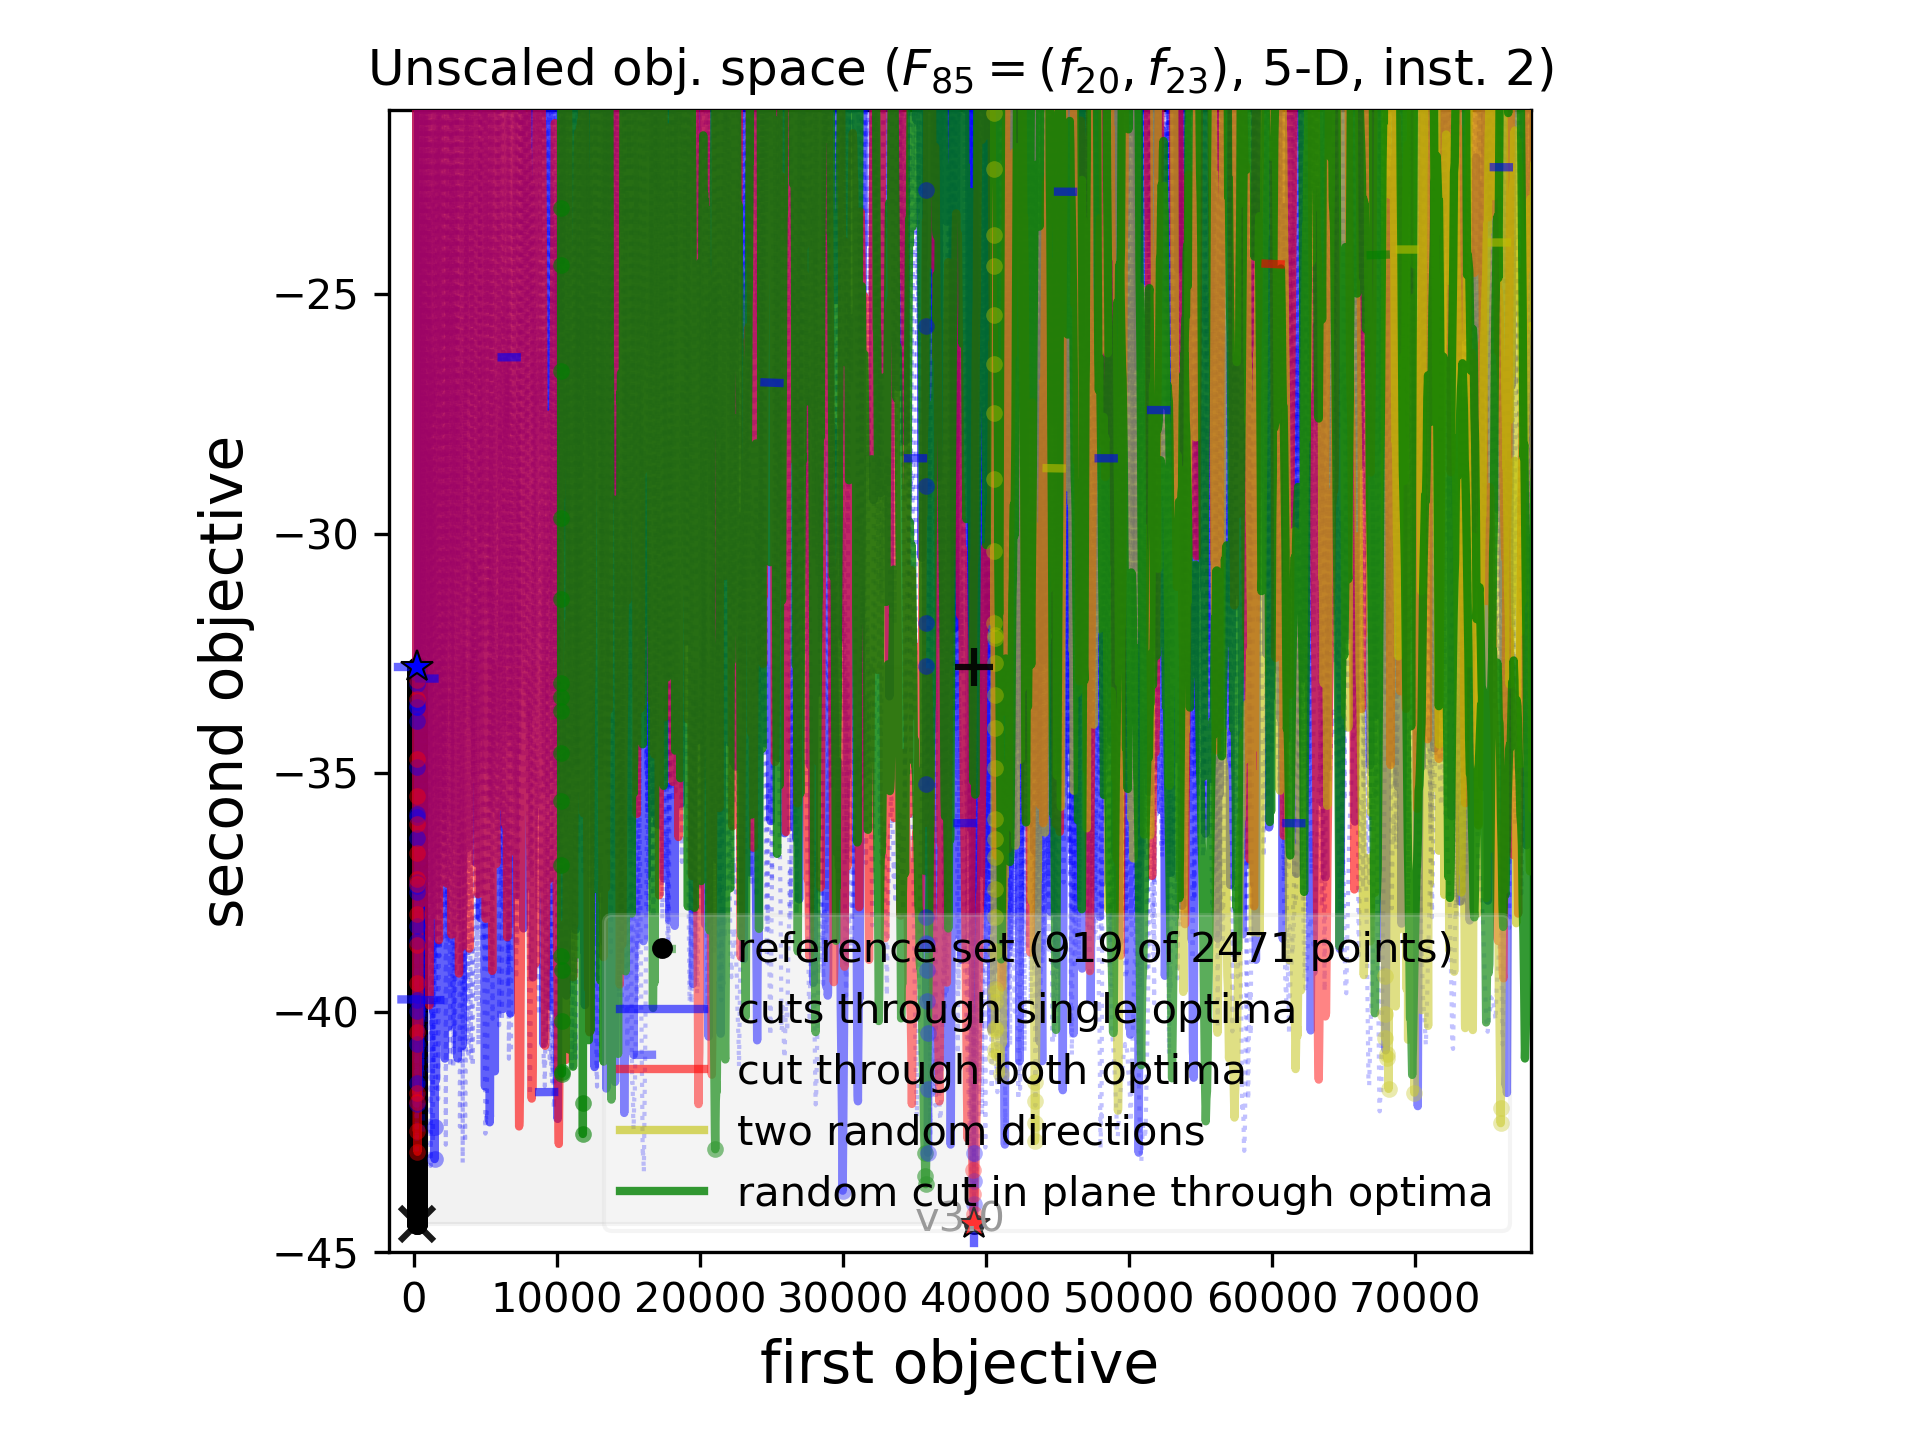 Unscaled obj. space (F85 = (f20, f23), 5-D, inst. 2)
second objective
−25
−30
−35
−40
−45
reference set (919 of 2471 points)
cuts through single optima
cut through both optima
two random directions
random cut in plane through optima
v3.0
0 10000 20000 30000 40000 50000 60000 70000
first objective